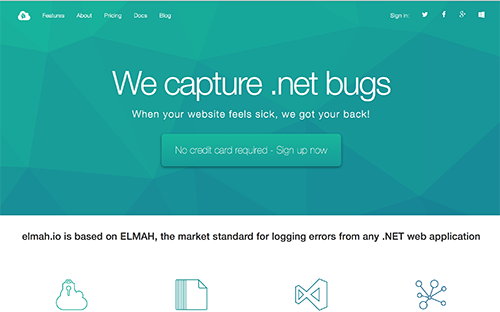 Features About Pricing Docs Blog Sign in:
We capture .net bugs
When your website feels sick, we got your back!
No credit card required - Sign up now
elmah.io is based on ELMAH, the market standard for logging errors from any .NET web application